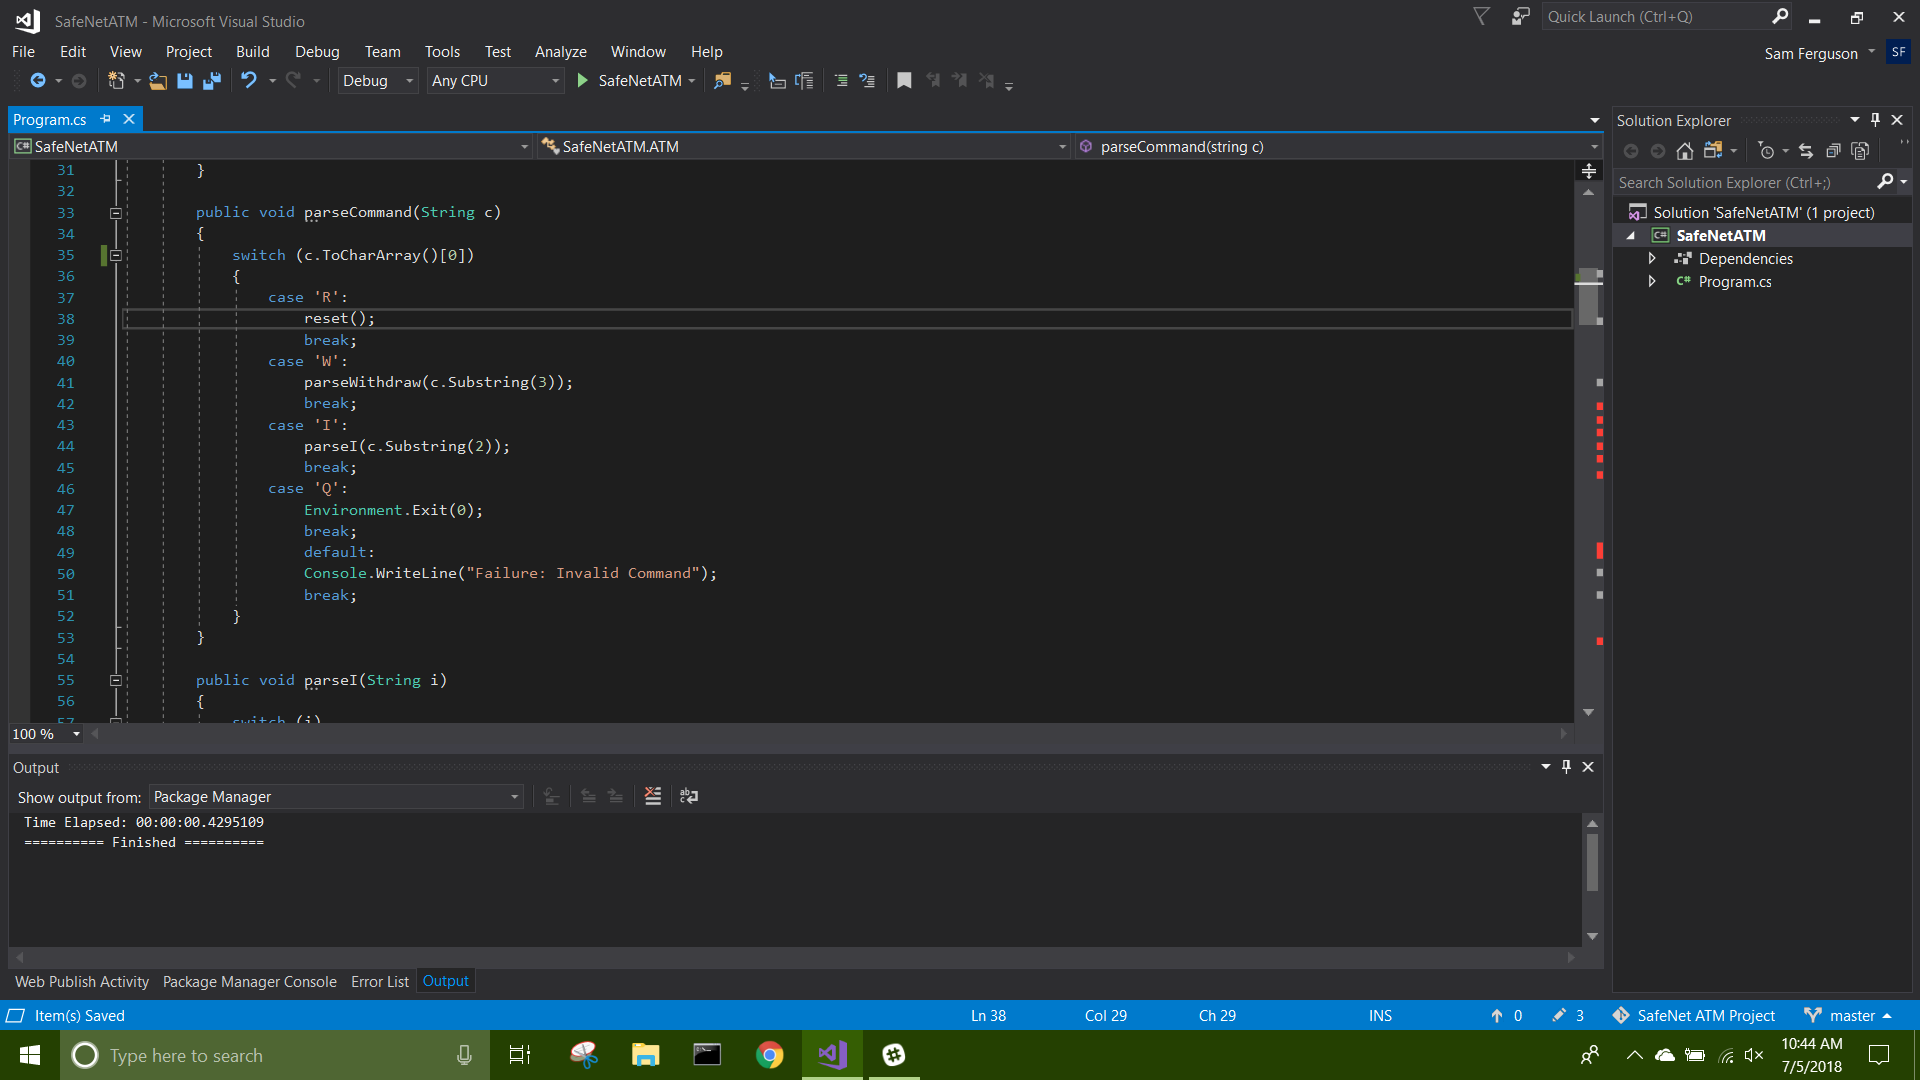 SafeNetATM - Microsoft Visual Studio
Quick Launch (Ctrl+Q)
File Edit View Project Build Debug Team Tools Test Analyze Window Help
Sam Ferguson SF
Debug Any CPU SafeNetATM
Program.cs
SafeNetATM SafeNetATM.ATM parseCommand(string c)
31 }
32
33 public void parseCommand(String c)
34 {
35 switch (c.ToCharArray()[0])
36 {
37 case 'R':
38 reset();
39 break;
40 case 'W':
41 parseWithdraw(c.Substring(3));
42 break;
43 case 'I':
44 parseI(c.Substring(2));
45 break;
46 case 'Q':
47 Environment.Exit(0);
48 break;
49 default:
50 Console.WriteLine("Failure: Invalid Command");
51 break;
52 }
53 }
54
55 public void parseI(String i)
56 {
57 switch (i)
100 %
Solution Explorer
Search Solution Explorer (Ctrl+;)
Solution 'SafeNetATM' (1 project)
C# SafeNetATM
Dependencies
C# Program.cs
Output
Show output from: Package Manager
Time Elapsed: 00:00:00.4295109
========== Finished ==========
Web Publish Activity Package Manager Console Error List Output
Item(s) Saved Ln 38 Col 29 Ch 29 INS 0 3 SafeNet ATM Project master
Type here to search
10:44 AM
7/5/2018